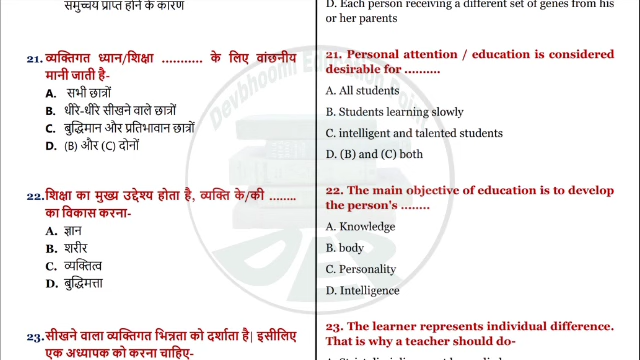 समुच्चय प्राप्त होने के कारण
21. व्यक्तिगत ध्यान/शिक्षा ........... के लिए वांछनीय
मानी जाती है-
A. सभी छात्रों
B. धीरे-धीरे सीखने वाले छात्रों
C. बुद्धिमान और प्रतिभावान छात्रों
D. (B) और (C) दोनों
22. शिक्षा का मुख्य उद्देश्य होता है, व्यक्ति के/की ........
का विकास करना-
A. ज्ञान
B. शरीर
C. व्यक्तित्व
D. बुद्धिमत्ता
23. सीखने वाला व्यक्तिगत भिन्नता को दर्शाता है| इसीलिए
एक अध्यापक को करना चाहिए-
D. Each person receiving a different set of genes from his
or her parents
21. Personal attention / education is considered
desirable for ..........
A. All students
B. Students learning slowly
C. intelligent and talented students
D. (B) and (C) both
22. The main objective of education is to develop
the person's ........
A. Knowledge
B. body
C. Personality
D. Intelligence
23. The learner represents individual difference.
That is why a teacher should do-
Devbhoomi Education Point
DEP